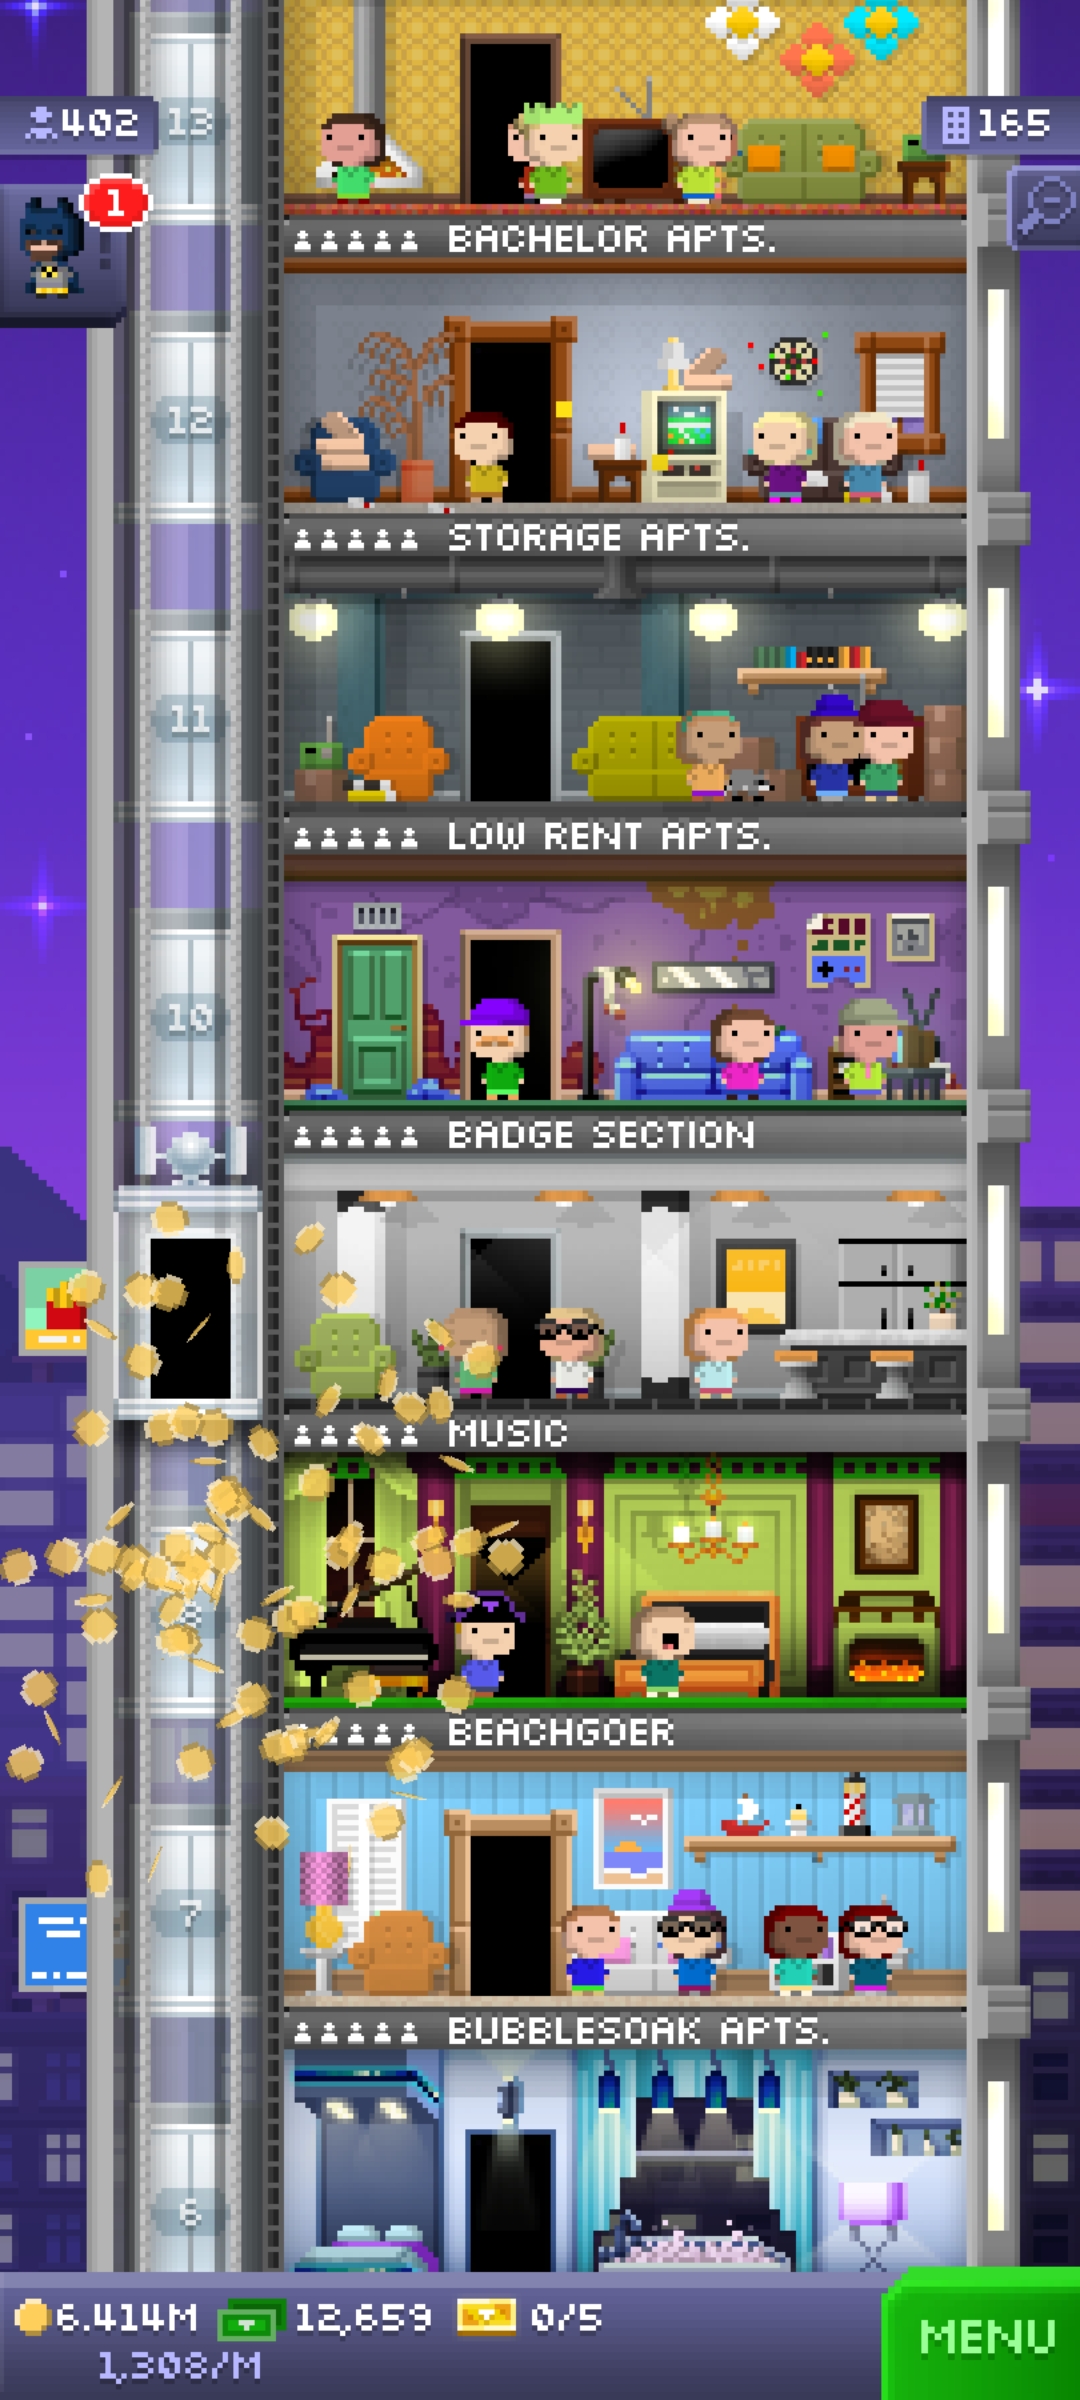 402
13
165
1
BACHELOR APTS.
12
STORAGE APTS.
11
LOW RENT APTS.
10
BADGE SECTION
MUSIC
8
BEACHGOER
7
BUBBLESOAK APTS.
6
6.414M 12,659 0/5
MENU
1,308/M